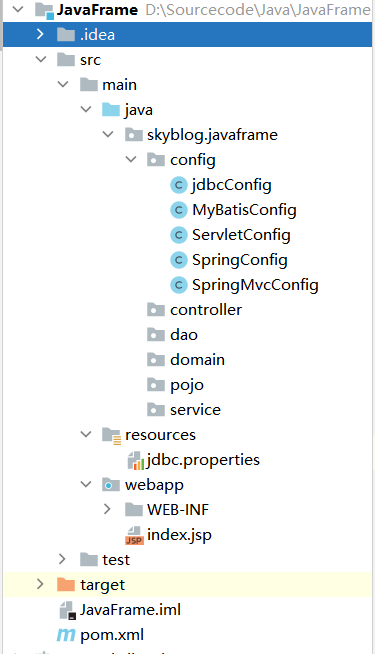 JavaFrame D:\Sourcecode\Java\JavaFrame
.idea
src
main
java
skyblog.javaframe
config
jdbcConfig
MyBatisConfig
ServletConfig
SpringConfig
SpringMvcConfig
controller
dao
domain
pojo
service
resources
jdbc.properties
webapp
WEB-INF
index.jsp
test
target
JavaFrame.iml
pom.xml